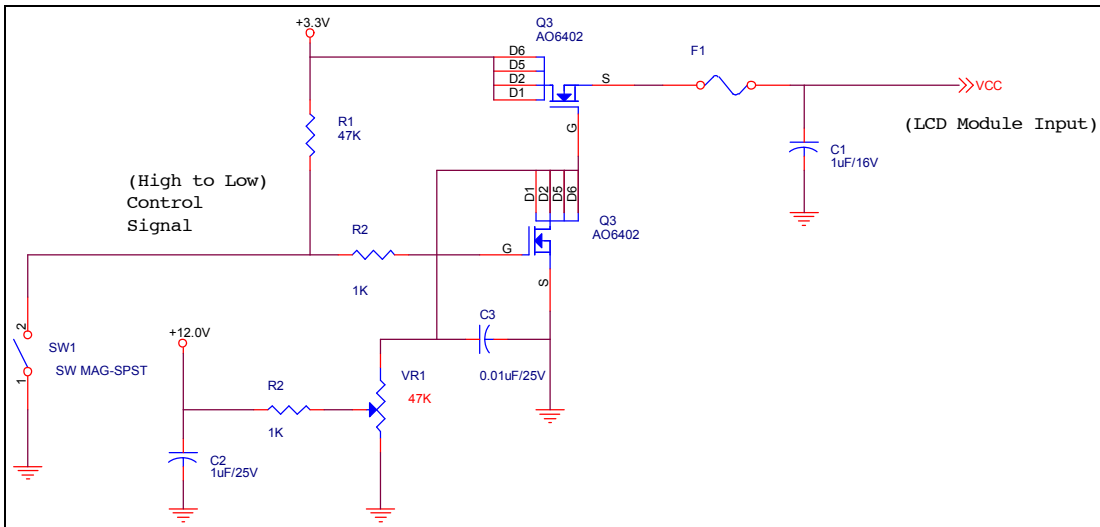 +3.3V
Q3
AO6402
D6
D5
D2
D1
S
G
F1
VCC
(LCD Module Input)
R1
47K
C1
1uF/16V
(High to Low)
Control
Signal
D1
D2
D5
D6
Q3
AO6402
R2
1K
G
S
2
1
SW1
SW MAG-SPST
+12.0V
C3
0.01uF/25V
R2
1K
VR1
47K
C2
1uF/25V